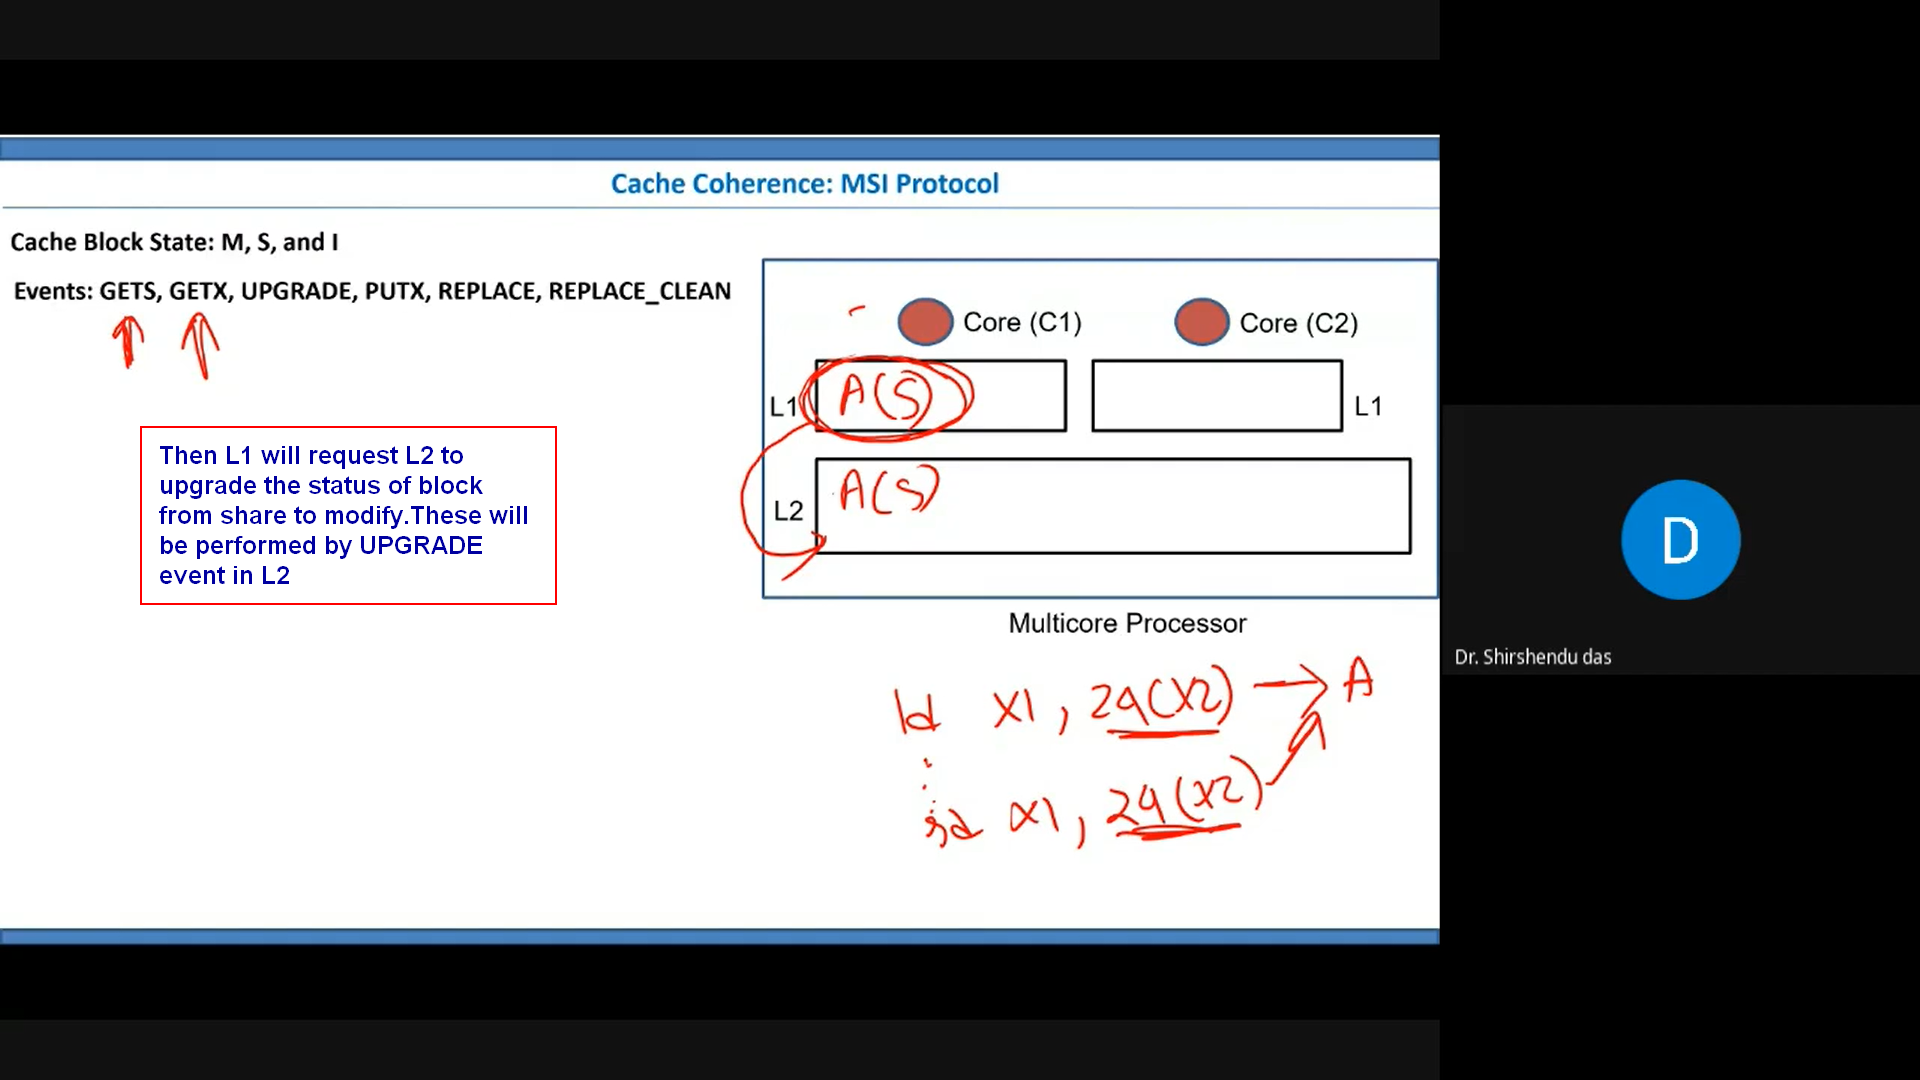 Cache Coherence: MSI Protocol
Cache Block State: M, S, and I
Events: GETS, GETX, UPGRADE, PUTX, REPLACE, REPLACE_CLEAN
Core (C1)
Core (C2)
L1
A(S)
L1
Then L1 will request L2 to
upgrade the status of block
from share to modify.These will
be performed by UPGRADE
event in L2
L2
A(S)
Multicore Processor
ld x1, 24(x2) → A
sd x1, 24(x2)
D
Dr. Shirshendu das